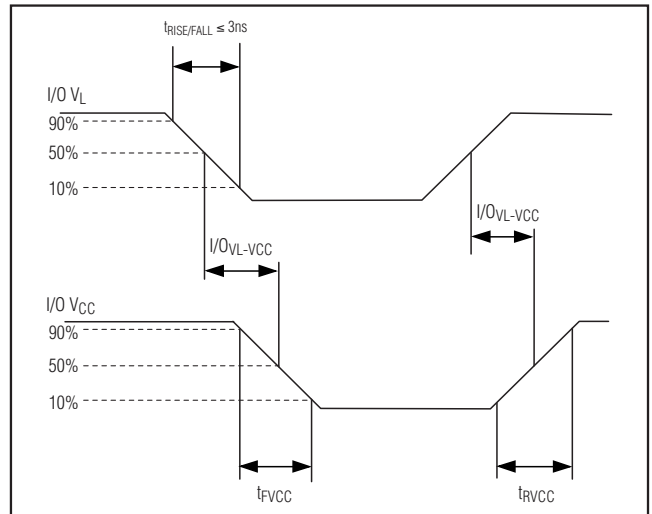 tRISE/FALL ≤ 3ns
I/O VL
90%
50%
10%
I/OVL-VCC
I/OVL-VCC
I/O VCC
90%
50%
10%
tFVCC
tRVCC